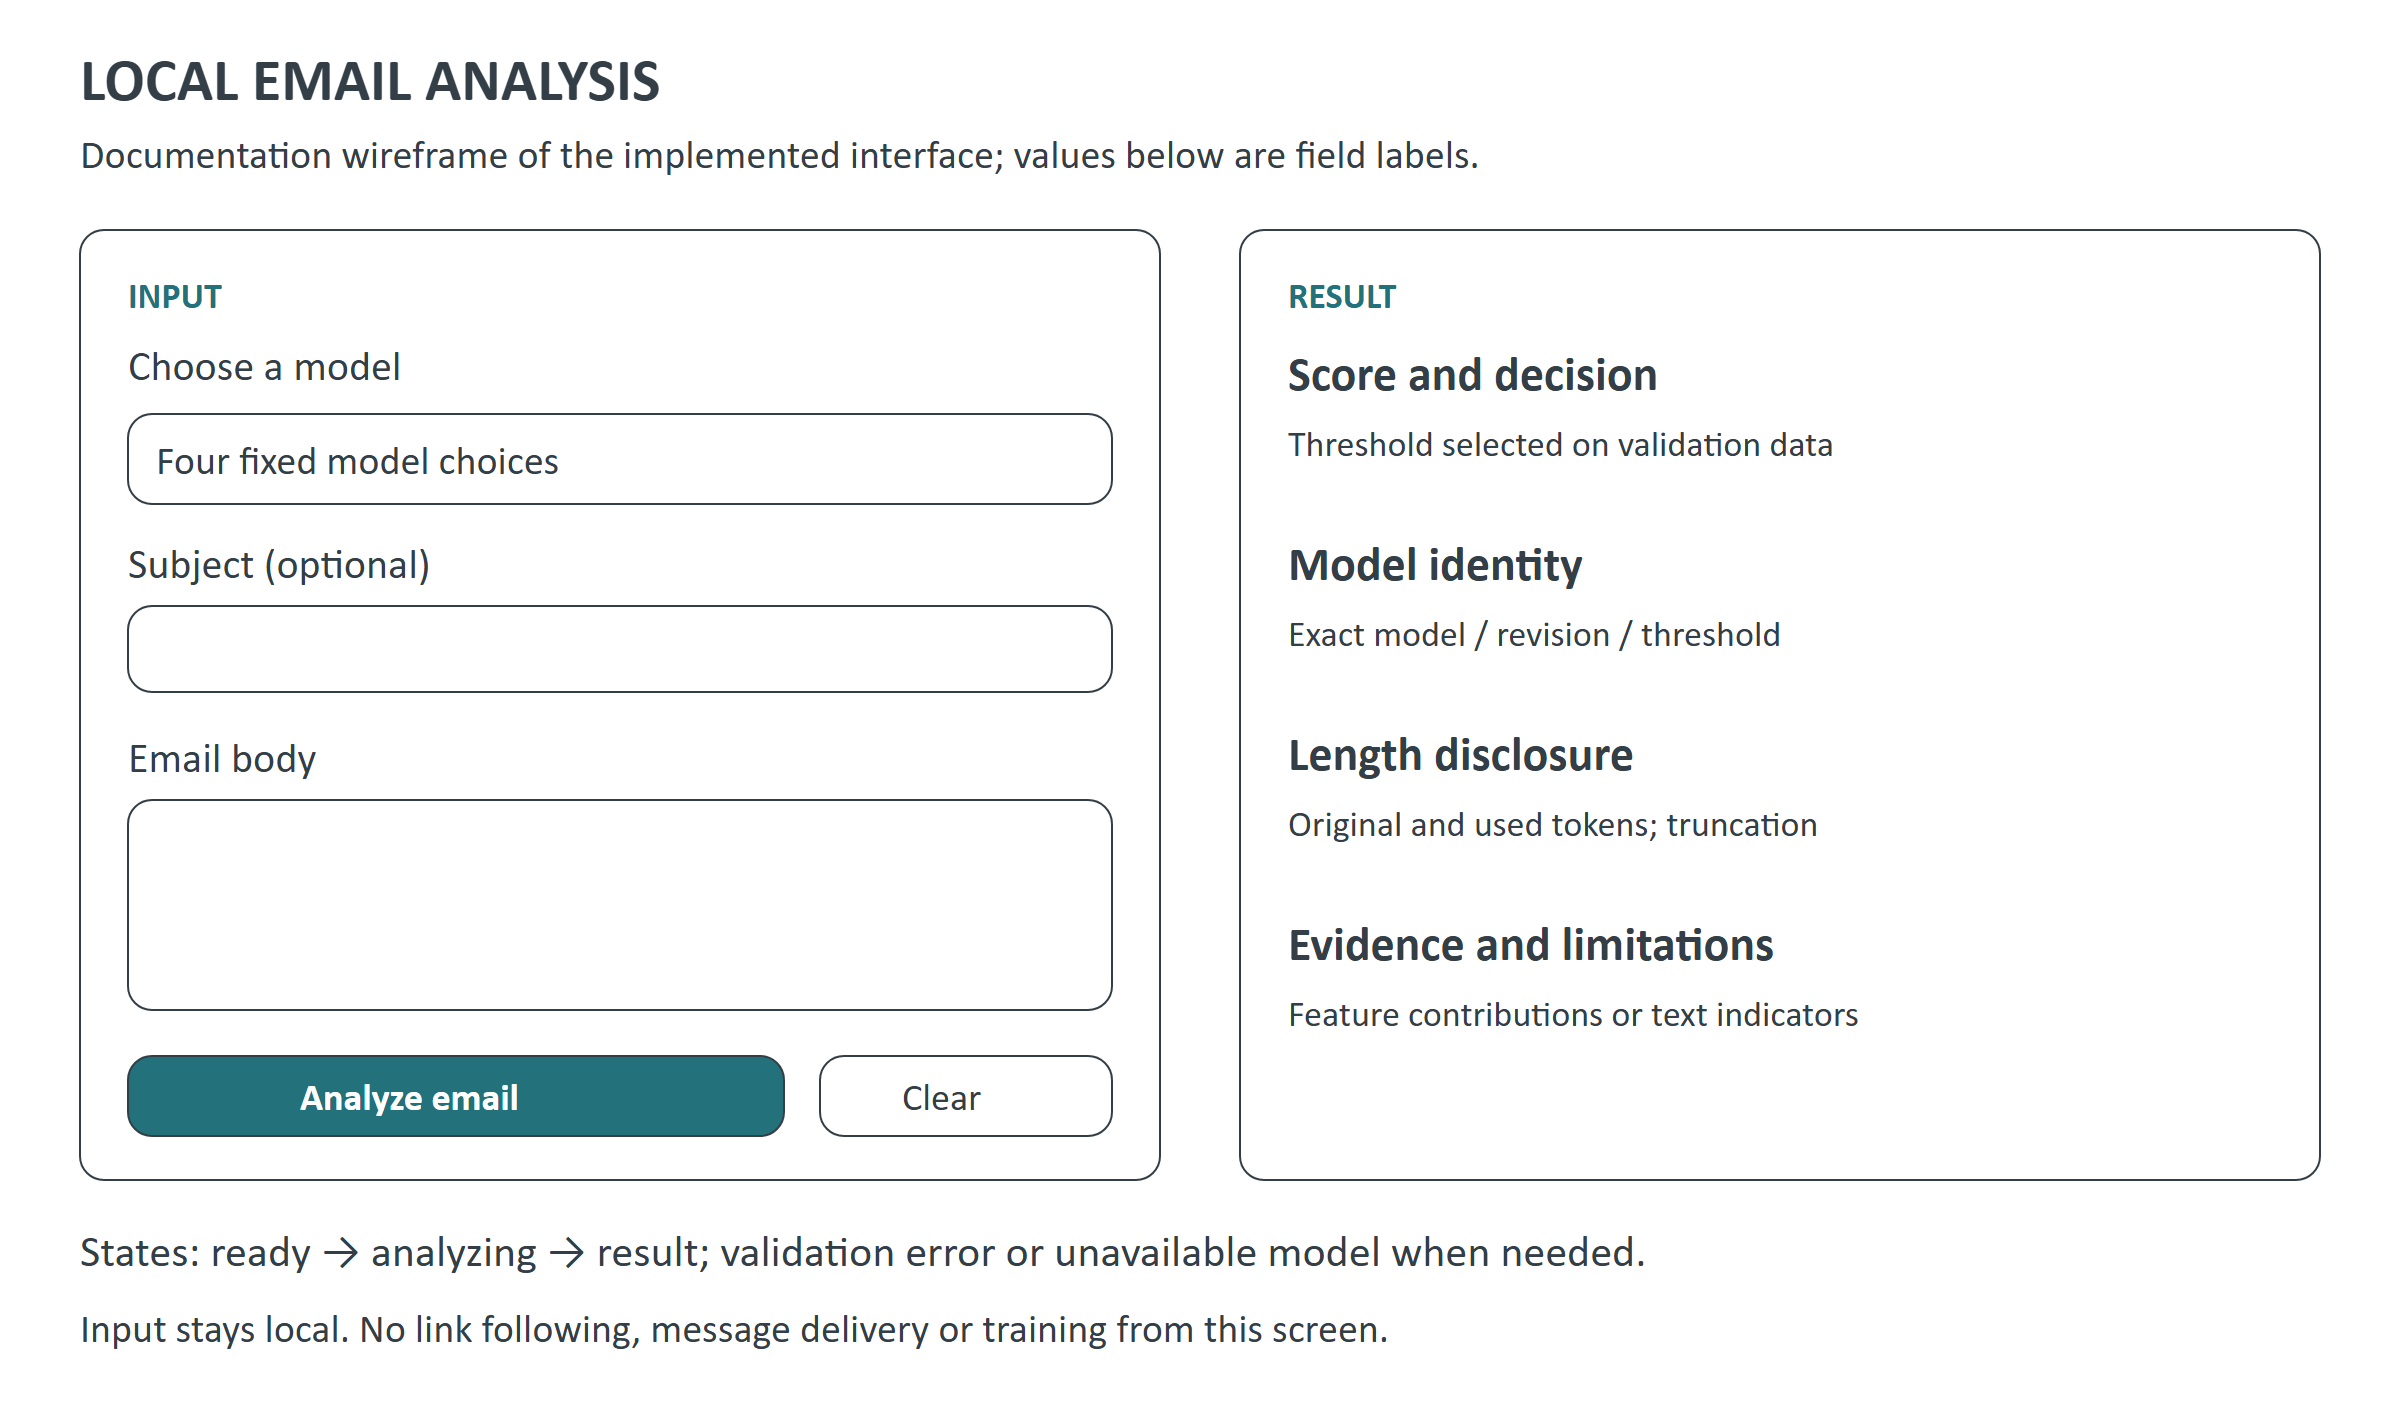 LOCAL EMAIL ANALYSIS
Documentation wireframe of the implemented interface; values below are field labels.
INPUT
Choose a model
Four fixed model choices
Subject (optional)
Email body
Analyze email
Clear
RESULT
Score and decision
Threshold selected on validation data
Model identity
Exact model / revision / threshold
Length disclosure
Original and used tokens; truncation
Evidence and limitations
Feature contributions or text indicators
States: ready → analyzing → result; validation error or unavailable model when needed.
Input stays local. No link following, message delivery or training from this screen.